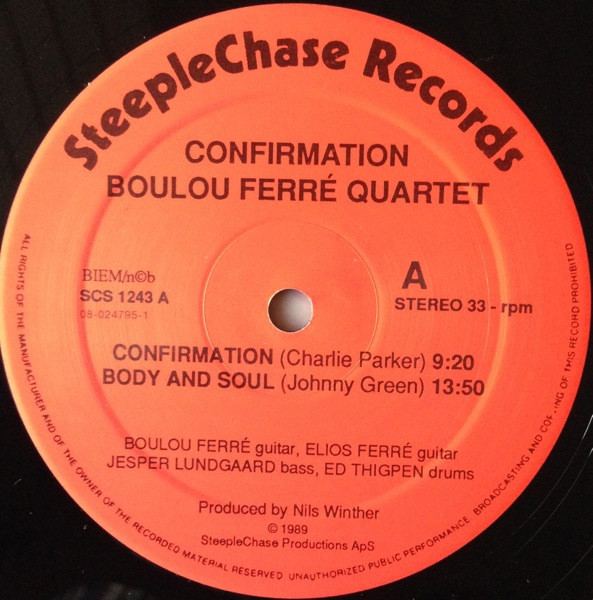 SteepleChase Records
CONFIRMATION
BOULOU FERRÉ QUARTET
BIEM/n©b
SCS 1243 A
08-024795-1
A
STEREO 33 - rpm
CONFIRMATION (Charlie Parker) 9:20
BODY AND SOUL (Johnny Green) 13:50
BOULOU FERRÉ guitar, ELIOS FERRÉ guitar
JESPER LUNDGAARD bass, ED THIGPEN drums
Produced by Nils Winther
© 1989
SteepleChase Productions ApS
ALL RIGHTS OF THE MANUFACTURER AND OF THE OWNER OF THE RECORDED MATERIAL RESERVED UNAUTHORIZED PUBLIC PERFORMANCE BROADCASTING AND OF THIS RECORD PROHIBITED